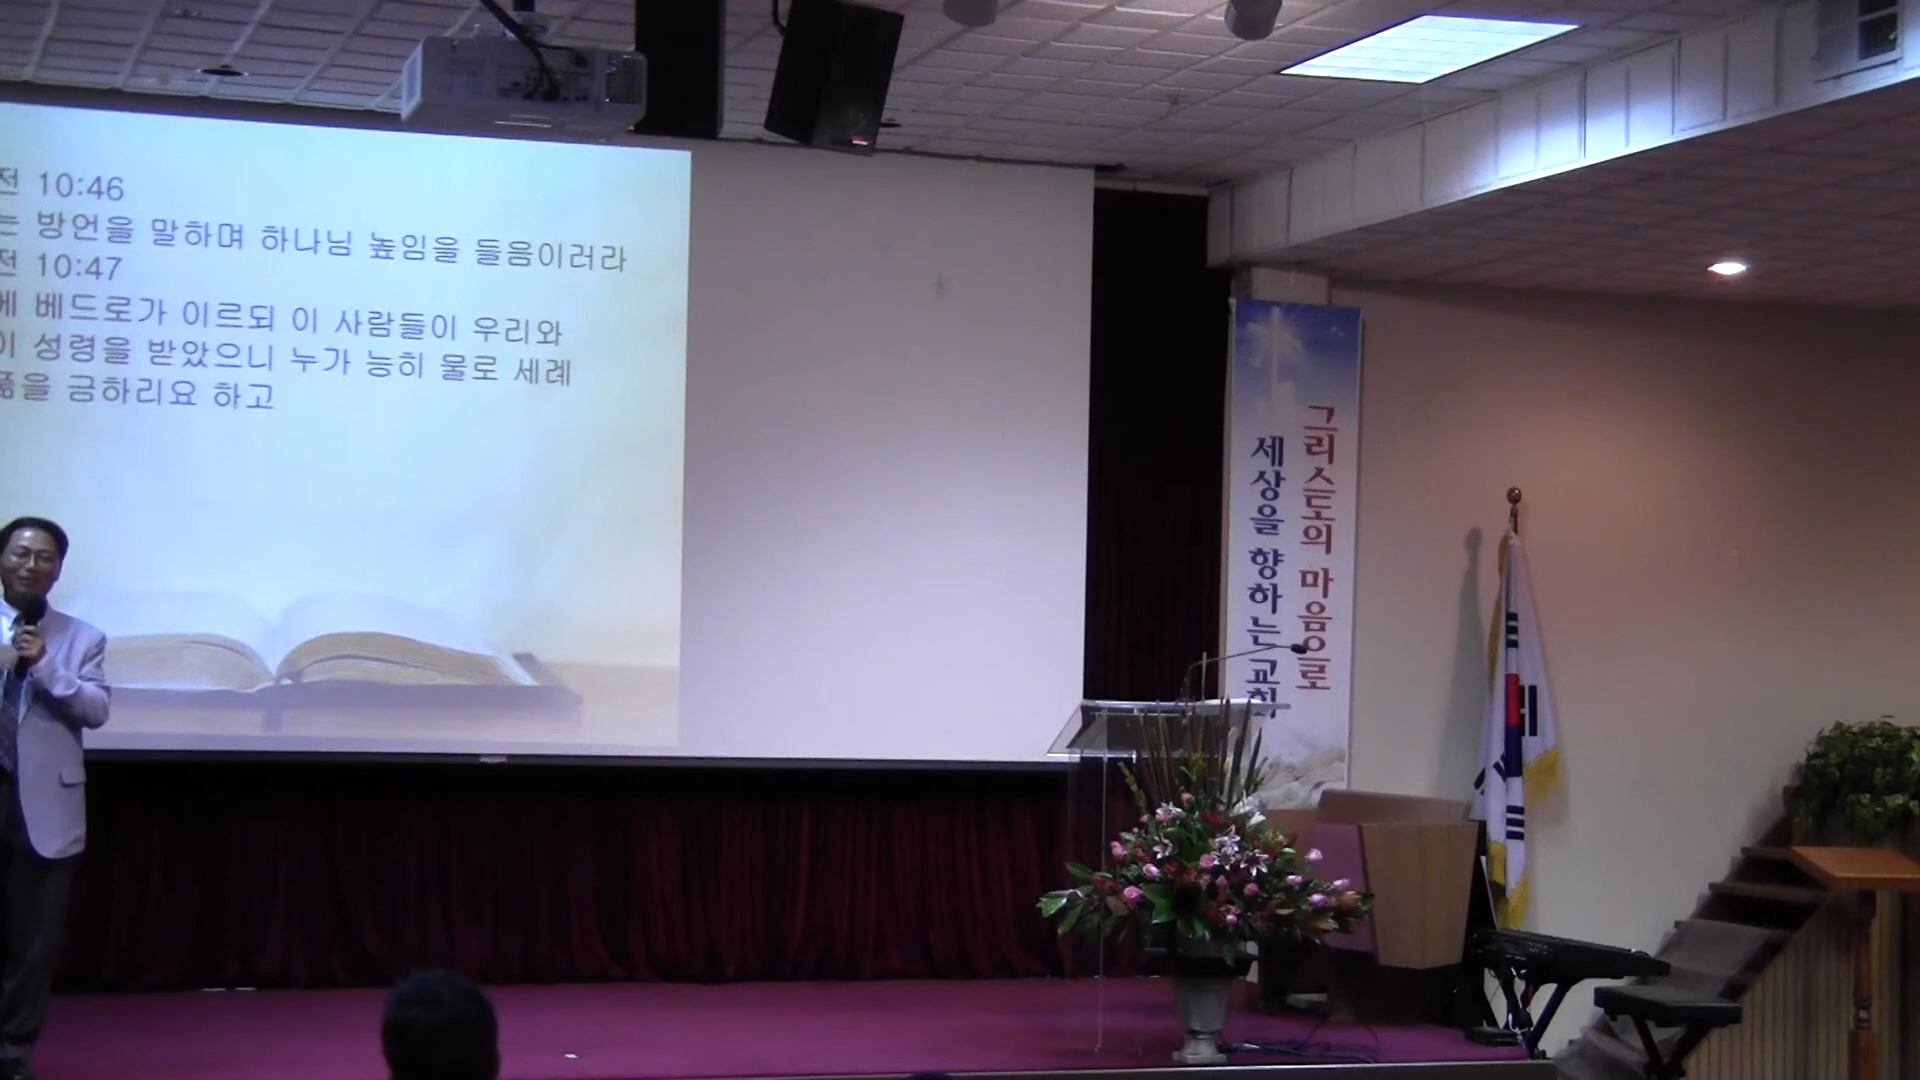 전 10:46
는 방언을 말하며 하나님 높임을 들음이러라
전 10:47
에 베드로가 이르되 이 사람들이 우리와
이 성령을 받았으니 누가 능히 물로 세례
풂을 금하리요 하고
그리스도의 마음으로
세상을 향하는 교회